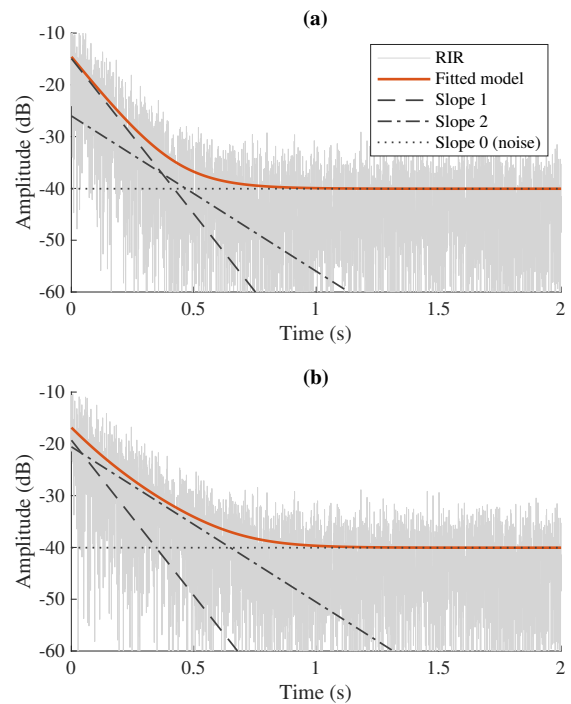 (a)
-10
-20
-30
-40
-50
-60
Amplitude (dB)
RIR
Fitted model
Slope 1
Slope 2
Slope 0 (noise)
0
0.5
1
1.5
2
Time (s)
(b)
-10
-20
-30
-40
-50
-60
Amplitude (dB)
0
0.5
1
1.5
2
Time (s)